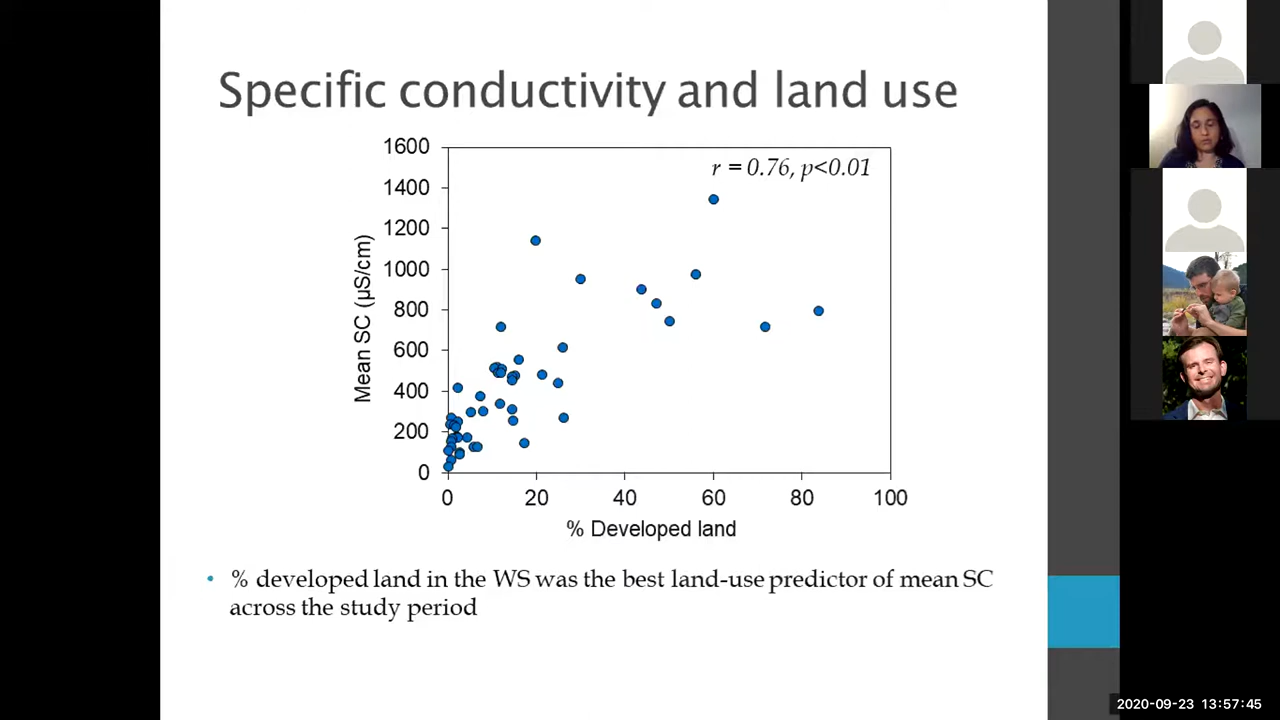 Specific conductivity and land use
1600
1400
1200
1000
800
600
400
200
0
Mean SC (µS/cm)
r = 0.76, p<0.01
0 20 40 60 80 100
% Developed land
• % developed land in the WS was the best land-use predictor of mean SC
across the study period
2020-09-23 13:57:45